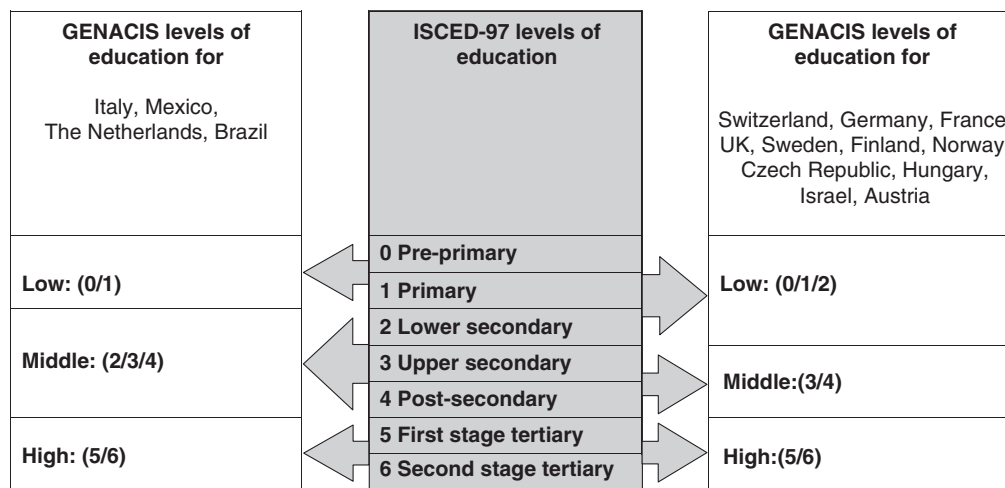 GENACIS levels of
education for
Italy, Mexico,
The Netherlands, Brazil
Low: (0/1)
Middle: (2/3/4)
High: (5/6)
ISCED-97 levels of
education
0 Pre-primary
1 Primary
2 Lower secondary
3 Upper secondary
4 Post-secondary
5 First stage tertiary
6 Second stage tertiary
GENACIS levels of
education for
Switzerland, Germany, France
UK, Sweden, Finland, Norway
Czech Republic, Hungary,
Israel, Austria
Low: (0/1/2)
Middle:(3/4)
High:(5/6)